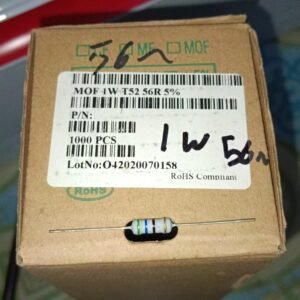 MF MOF
56Ω
MOF 1W T52 56R 5%
P/N:
1000 PCS
1W 56Ω
LotNo:O42020070158
RoHS Compliant
RoHS